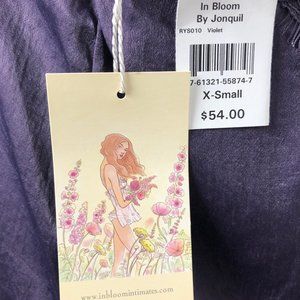 In Bloom
By Jonquil
RYS010 Violet
7-61321-55874-7
X-Small
$54.00
www.inbloomintimates.com